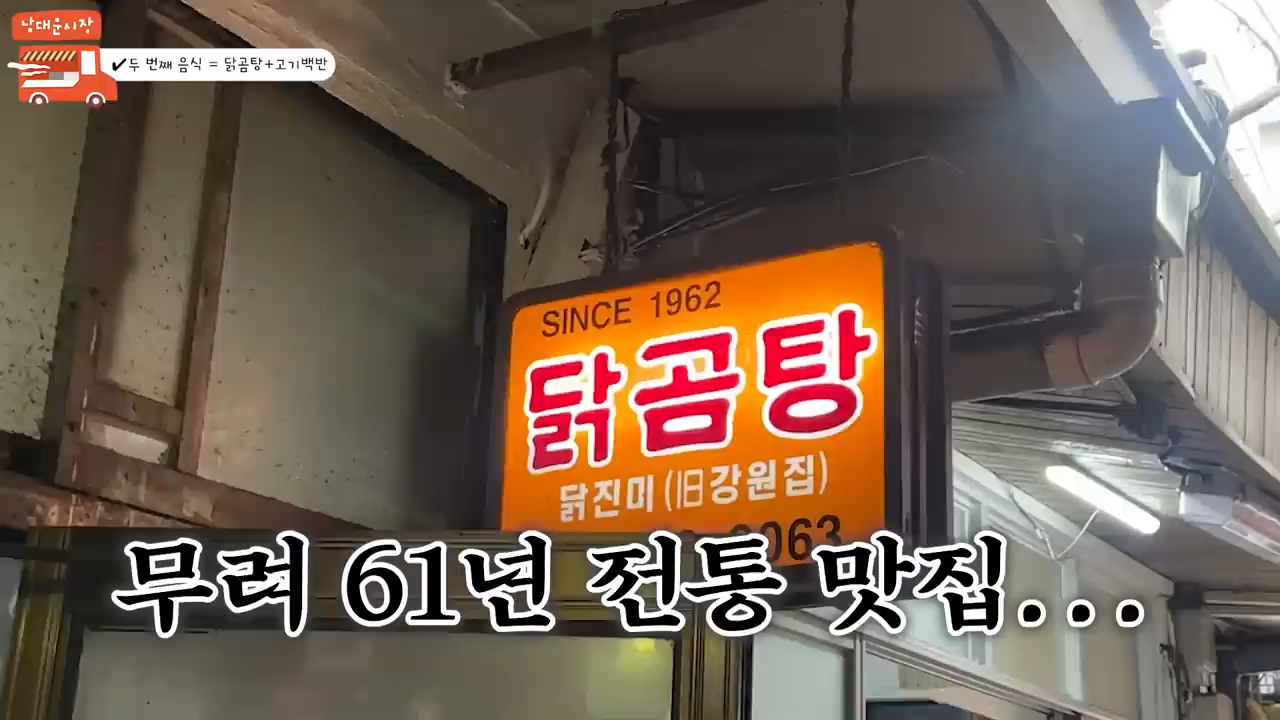 남대문시장
✔두 번째 음식 = 닭곰탕+고기백반
SINCE 1962
닭곰탕
닭진미 (旧강원집)
무려 61년 전통 맛집...